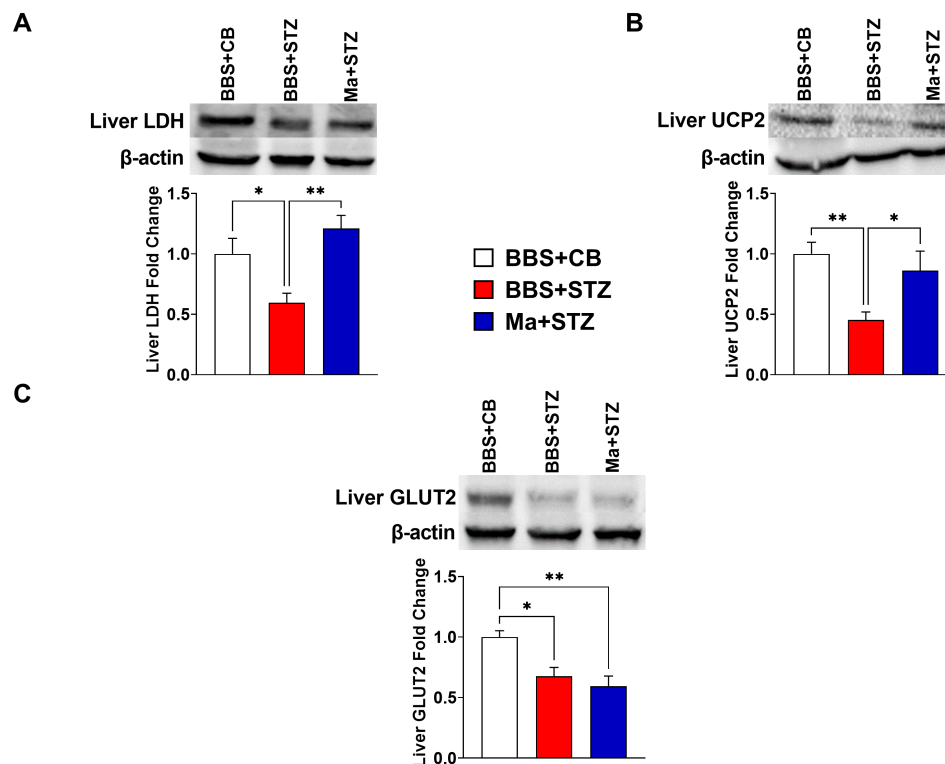 A
BBS+CB
BBS+STZ
Ma+STZ
Liver LDH
β-actin
Liver LDH Fold Change
1.5
1.0
0.5
0.0
*
**
B
BBS+CB
BBS+STZ
Ma+STZ
Liver UCP2
β-actin
Liver UCP2 Fold Change
1.5
1.0
0.5
0.0
**
*
BBS+CB
BBS+STZ
Ma+STZ
C
BBS+CB
BBS+STZ
Ma+STZ
Liver GLUT2
β-actin
Liver GLUT2 Fold Change
1.5
1.0
0.5
0.0
**
*